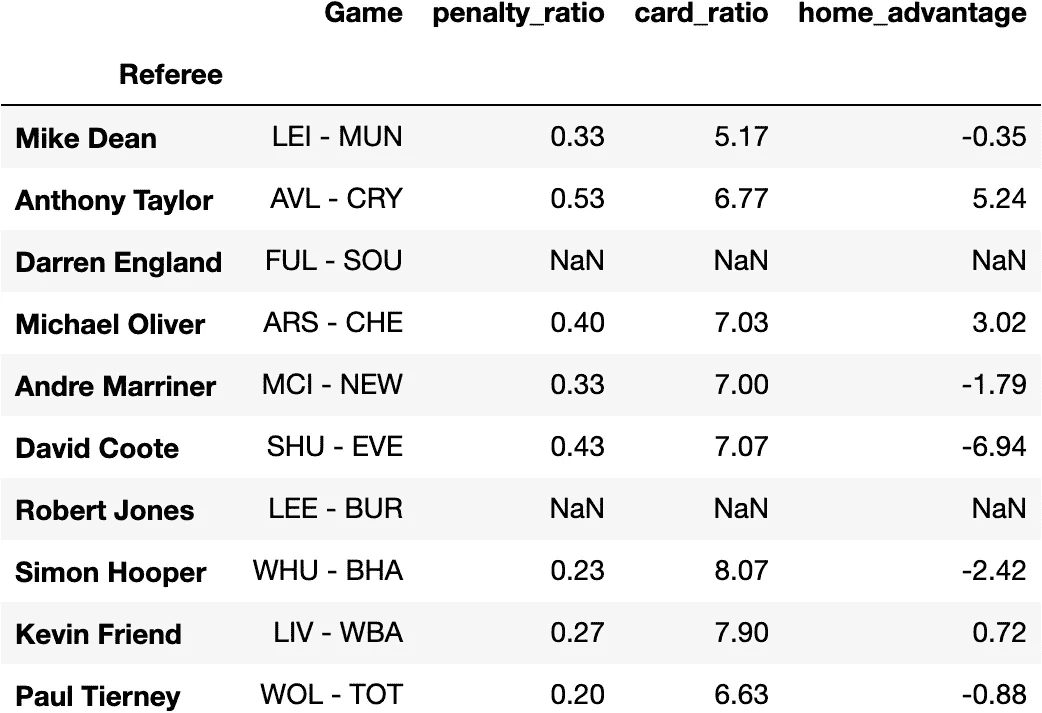 Game penalty_ratio card_ratio home_advantage
Referee
Mike Dean LEI - MUN 0.33 5.17 -0.35
Anthony Taylor AVL - CRY 0.53 6.77 5.24
Darren England FUL - SOU NaN NaN NaN
Michael Oliver ARS - CHE 0.40 7.03 3.02
Andre Marriner MCI - NEW 0.33 7.00 -1.79
David Coote SHU - EVE 0.43 7.07 -6.94
Robert Jones LEE - BUR NaN NaN NaN
Simon Hooper WHU - BHA 0.23 8.07 -2.42
Kevin Friend LIV - WBA 0.27 7.90 0.72
Paul Tierney WOL - TOT 0.20 6.63 -0.88